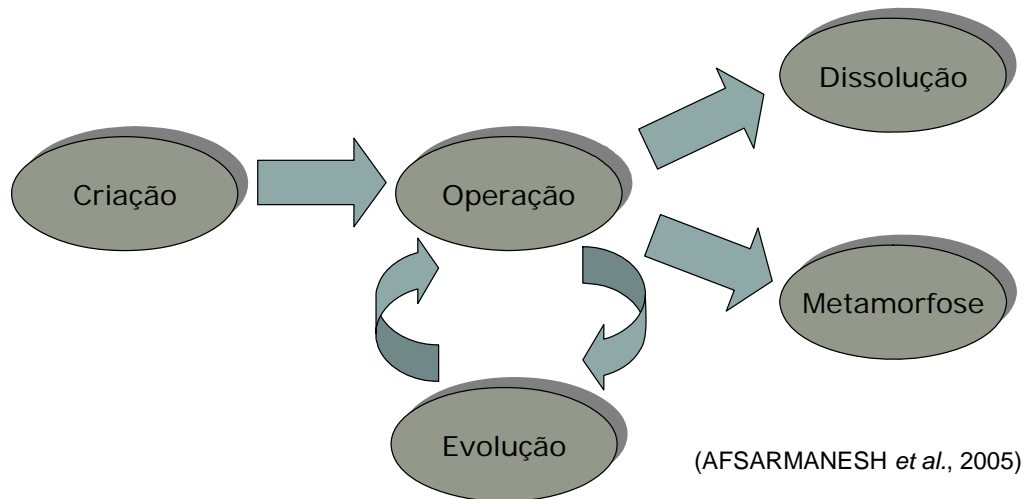 Dissolução
Criação
Operação
Metamorfose
Evolução
(AFSARMANESH et al., 2005)